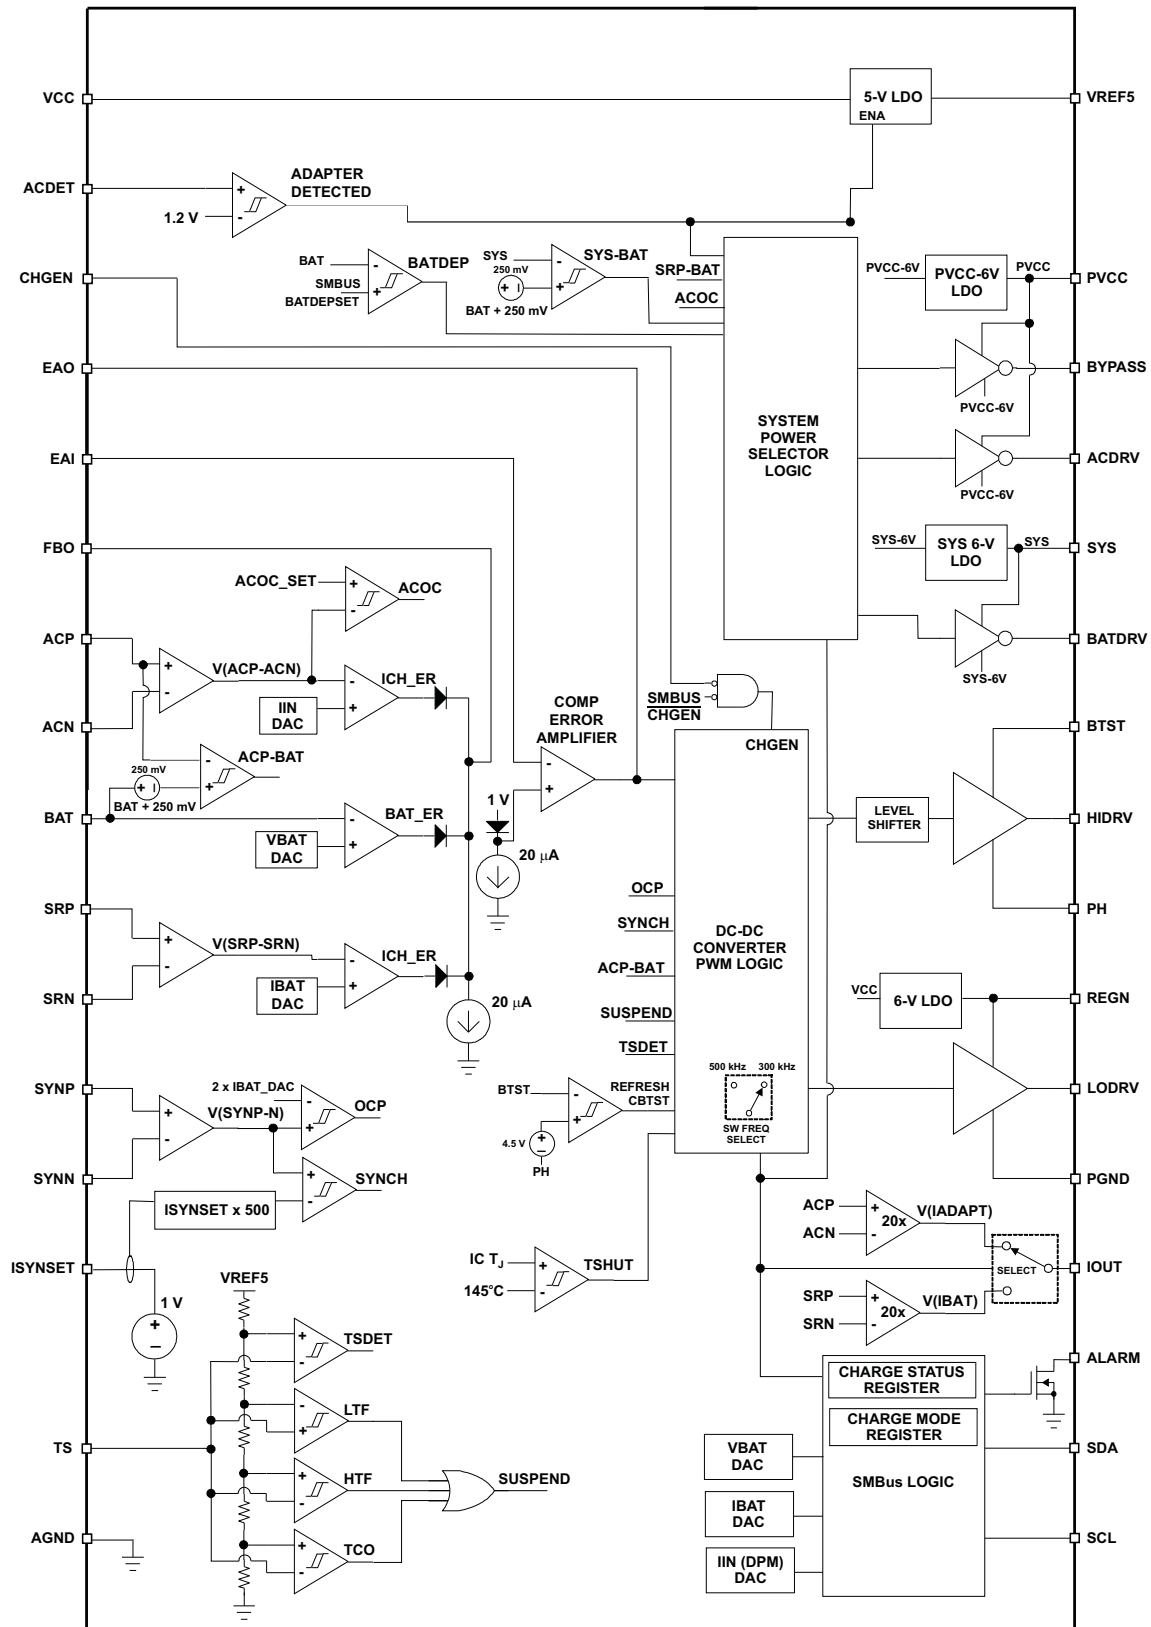 VCC
5-V LDO
ENA
VREF5
ACDET
+
-
1.2 V
ADAPTER
DETECTED
CHGEN
BAT
-
SMBUS
BATDEPSET
+
BATDEP
SYS
-
250 mV
+ -
+
BAT + 250 mV
SYS-BAT
SRP-BAT
ACOC
SYSTEM
POWER
SELECTOR
LOGIC
PVCC-6V
PVCC-6V
LDO
PVCC
PVCC
EAO
BYPASS
PVCC-6V
EAI
ACDRV
PVCC-6V
FBO
SYS-6V
SYS 6-V
LDO
SYS
SYS
ACOC_SET
+
-
ACOC
ACP
+
-
V(ACP-ACN)
BATDRV
SYS-6V
-
+
ICH_ER
IIN
DAC
SMBUS
CHGEN
ACN
COMP
ERROR
AMPLIFIER
CHGEN
BTST
-
+
ACP-BAT
250 mV
+ -
BAT + 250 mV
-
+
1 V
BAT
-
+
BAT_ER
VBAT
DAC
20 µA
LEVEL
SHIFTER
HIDRV
OCP
SYNCH
ACP-BAT
SUSPEND
TSDET
DC-DC
CONVERTER
PWM LOGIC
PH
SRP
+
-
V(SRP-SRN)
-
+
ICH_ER
IBAT
DAC
SRN
20 µA
VCC
6-V LDO
REGN
500 kHz
300 kHz
SW FREQ
SELECT
SYNP
+
-
V(SYNP-N)
2 x IBAT_DAC
-
+
OCP
BTST
-
+
4.5 V
+
-
PH
REFRESH
CBTST
LODRV
SYNN
ISYNSET x 500
+
-
SYNCH
PGND
ACP
+
ACN
-
20x
V(IADAPT)
ISYNSET
1 V
+
-
IC TJ
+
145°C
-
TSHUT
SELECT
IOUT
SRP
+
SRN
-
20x
V(IBAT)
VREF5
+
-
TSDET
CHARGE STATUS
REGISTER
ALARM
-
+
LTF
CHARGE MODE
REGISTER
TS
+
-
HTF
SUSPEND
VBAT
DAC
SMBus LOGIC
SDA
IBAT
DAC
AGND
+
-
TCO
IIN (DPM)
DAC
SCL